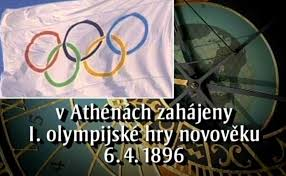 v Athénách zahájeny
I. olympijské hry novověku
6. 4. 1896